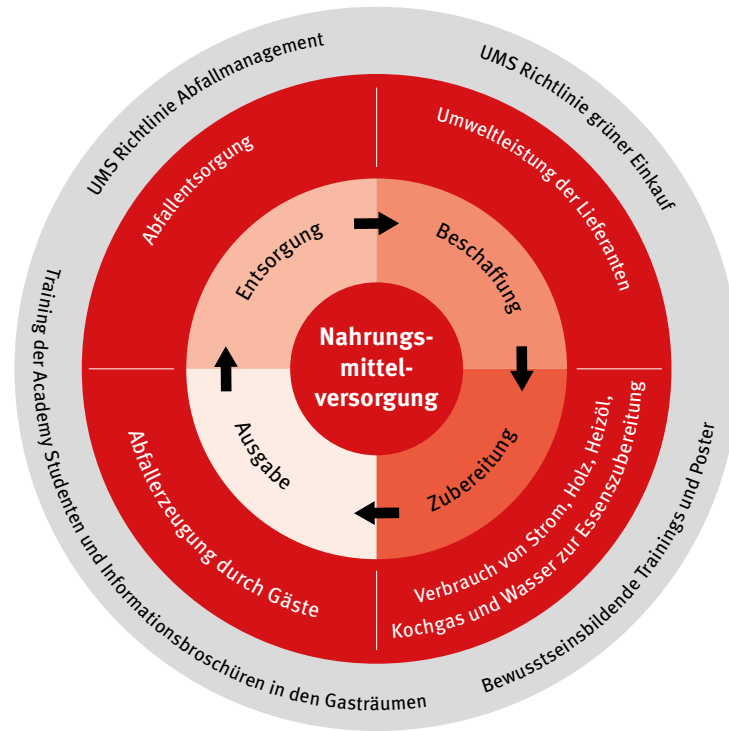 UMS Richtlinie Abfallmanagement
UMS Richtlinie grüner Einkauf
Abfallentsorgung
Umweltleistung der Lieferanten
Entsorgung
Beschaffung
Nahrungs-
mittel-
versorgung
Ausgabe
Zubereitung
Abfallerzeugung durch Gäste
Verbrauch von Strom, Holz, Heizöl,
Kochgas und Wasser zur Essenszubereitung
Training der Academy Studenten und Informationsbroschüren in den Gasträumen
Bewusstseinsbildende Trainings und Poster